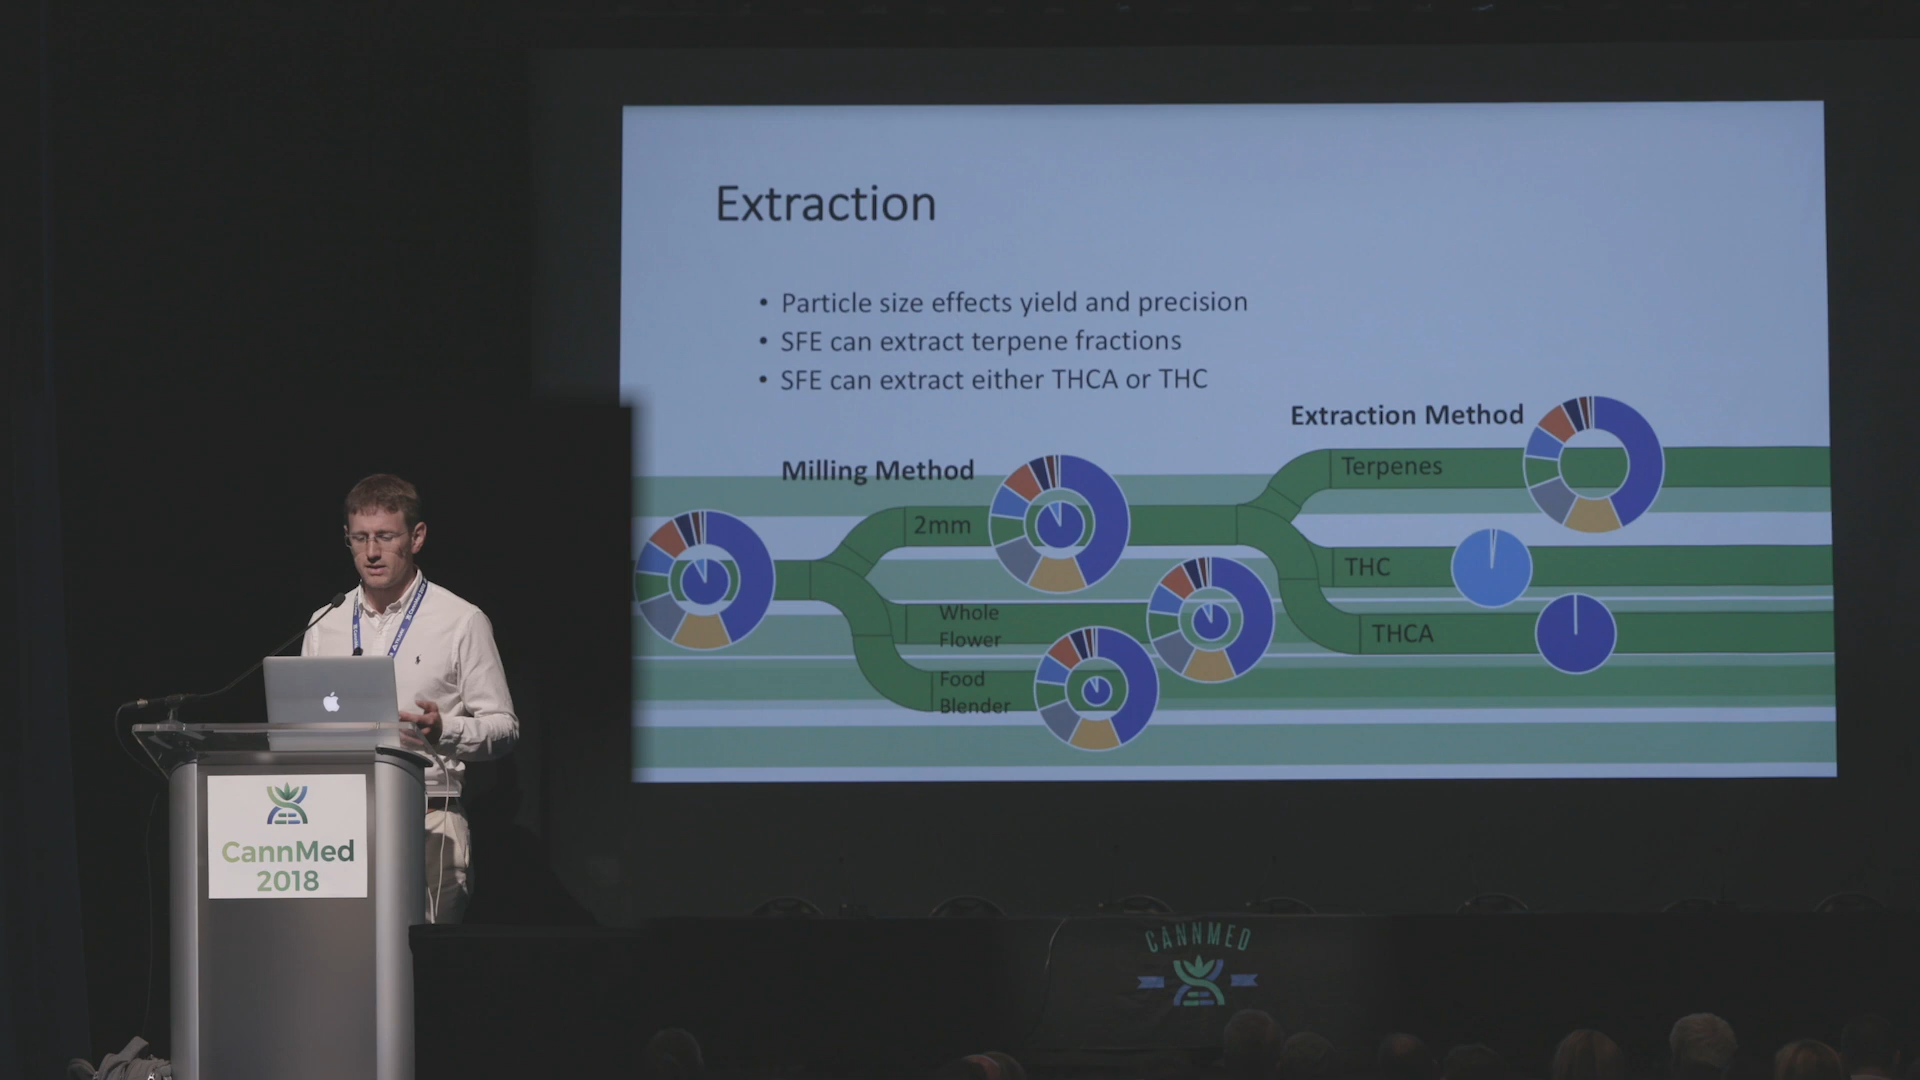 Extraction
• Particle size effects yield and precision
• SFE can extract terpene fractions
• SFE can extract either THCA or THC
Extraction Method
Milling Method
Terpenes
2mm
THC
Whole
Flower
THCA
Food
Blender
CannMed
2018
CANNMED